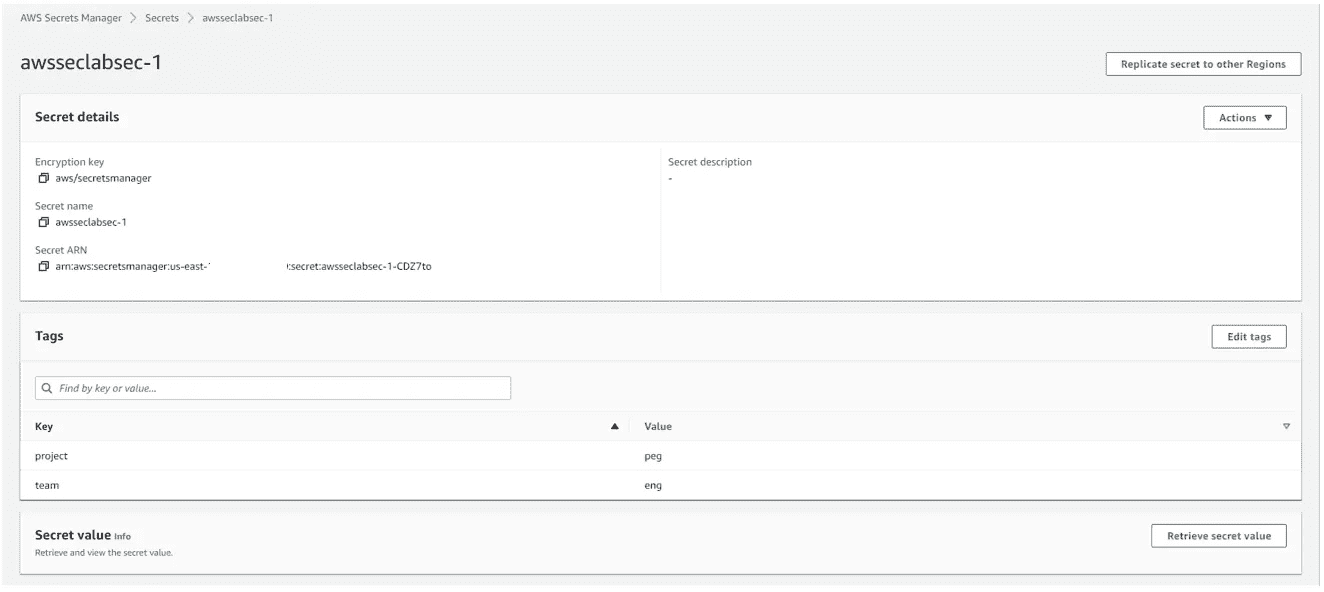 AWS Secrets Manager > Secrets > awsseclabsec-1
awsseclabsec-1
Replicate secret to other Regions
Secret details
Actions ▼
Encryption key
aws/secretsmanager
Secret name
awsseclabsec-1
Secret ARN
arn:aws:secretsmanager:us-east- :secret:awsseclabsec-1-CDZ7to
Secret description
-
Tags
Edit tags
Find by key or value...
Key ▲ Value ▽
project peg
team eng
Secret value Info
Retrieve and view the secret value.
Retrieve secret value